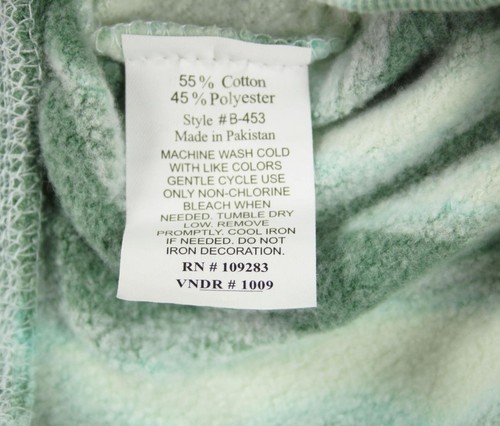 55% Cotton
45% Polyester
Style #B-453
Made in Pakistan
MACHINE WASH COLD
WITH LIKE COLORS
GENTLE CYCLE USE
ONLY NON-CHLORINE
BLEACH WHEN
NEEDED. TUMBLE DRY
LOW. REMOVE
PROMPTLY. COOL IRON
IF NEEDED. DO NOT
IRON DECORATION.
RN # 109283
VNDR # 1009